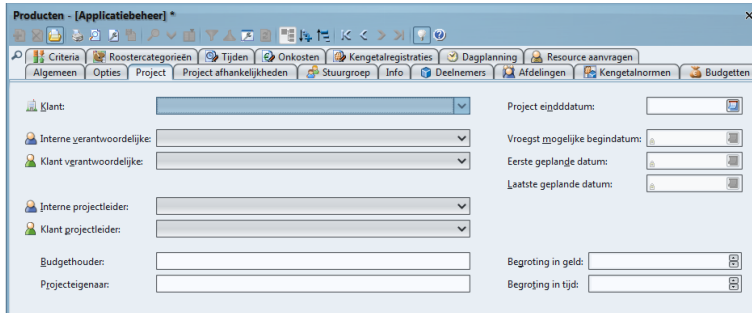 Producten - [Applicatiebeheer] *
Criteria Roostercategorieën Tijden Onkosten Kengetalregistraties Dagplanning Resource aanvragen
Algemeen Opties Project Project afhankelijkheden Stuurgroep Info Deelnemers Afdelingen Kengetalnormen Budgetten
Klant: Project eindddatum:
Interne verantwoordelijke: Vroegst mogelijke begindatum:
Klant verantwoordelijke: Eerste geplande datum:
Laatste geplande datum:
Interne projectleider:
Klant projectleider:
Budgethouder: Begroting in geld:
Projecteigenaar: Begroting in tijd: